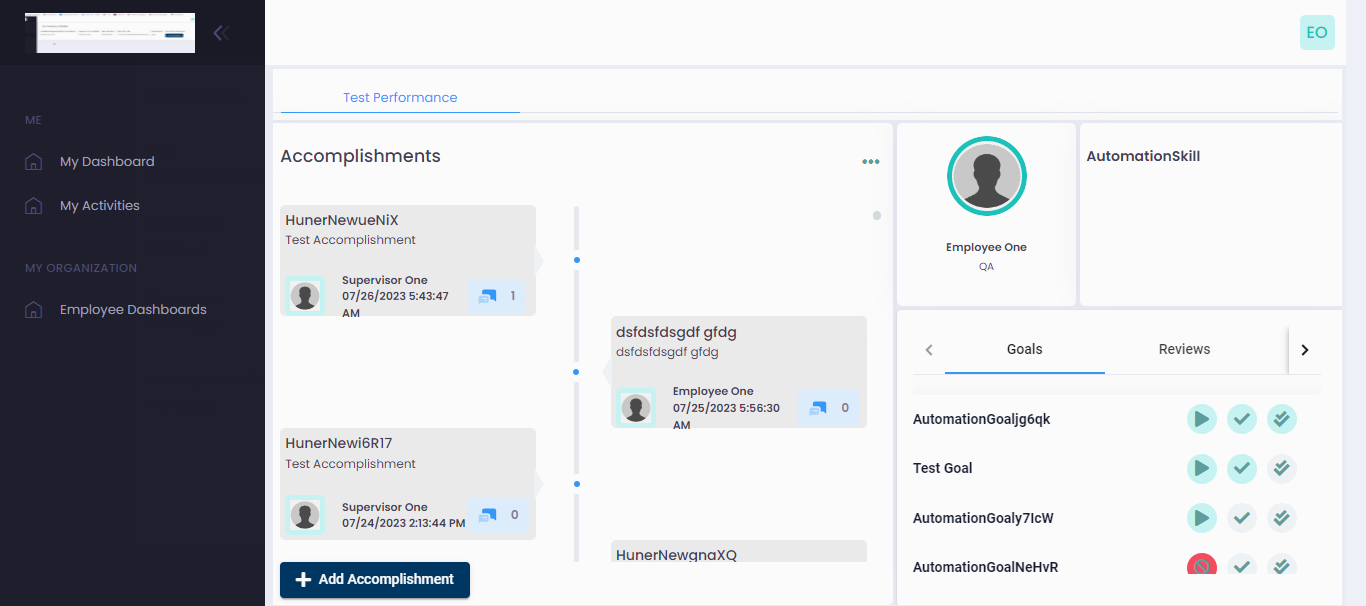 EO
ME
My Dashboard
My Activities
MY ORGANIZATION
Employee Dashboards
Test Performance
Accomplishments
HunerNewueNiX
Test Accomplishment
Supervisor One
07/26/2023 5:43:47
AM
1
dsfdsfdsgdf gfdg
dsfdsfdsgdf gfdg
Employee One
07/25/2023 5:56:30
AM
0
HunerNewi6R17
Test Accomplishment
Supervisor One
07/24/2023 2:13:44 PM
0
HunerNewgnaXQ
Add Accomplishment
Employee One
QA
AutomationSkill
Goals
Reviews
AutomationGoaljg6qk
Test Goal
AutomationGoaly7IcW
AutomationGoalNeHvR